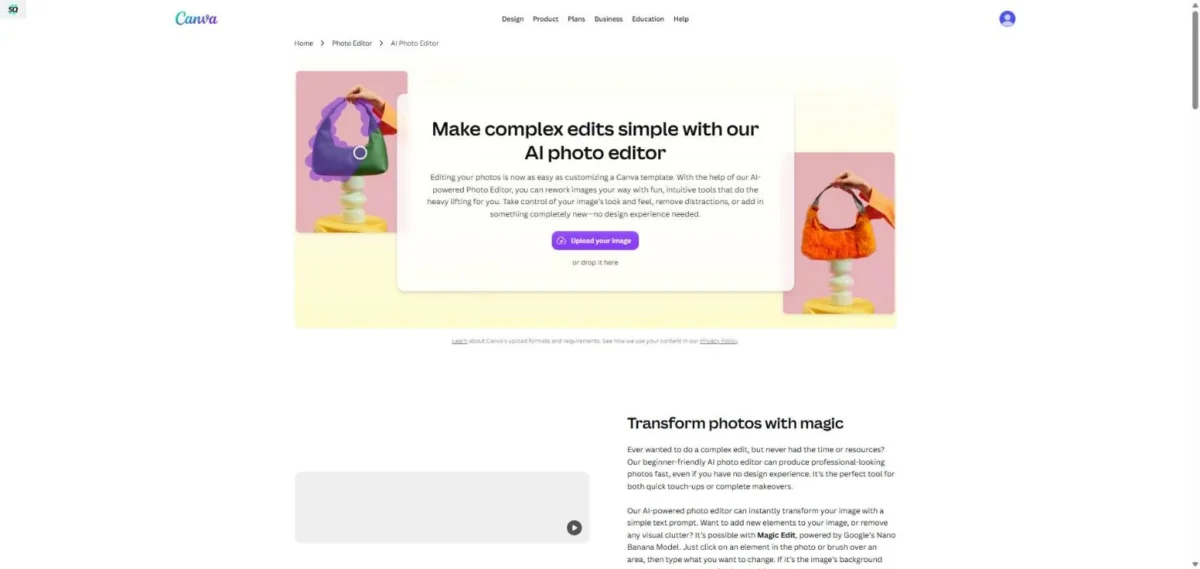 SQ
Canva
Design Product Plans Business Education Help
Home > Photo Editor > AI Photo Editor
Make complex edits simple with our
AI photo editor
Editing your photos is now as easy as customizing a Canva template. With the help of our AI-
powered Photo Editor, you can rework images your way with fun, intuitive tools that do the
heavy lifting for you. Take control of your image's look and feel, remove distractions, or add in
something completely new—no design experience needed.
Upload your image
or drop it here
Learn about Canva's upload formats and requirements. See how we use your content in our Privacy Policy.
Transform photos with magic
Ever wanted to do a complex edit, but never had the time or resources?
Our beginner-friendly AI photo editor can produce professional-looking
photos fast, even if you have no design experience. It's the perfect tool for
both quick touch-ups or complete makeovers.
Our AI-powered photo editor can instantly transform your image with a
simple text prompt. Want to add new elements to your image, or remove
any visual clutter? It's possible with Magic Edit, powered by Google's Nano
Banana Model. Just click on an element in the photo or brush over an
area, then type what you want to change. If it's the image's background